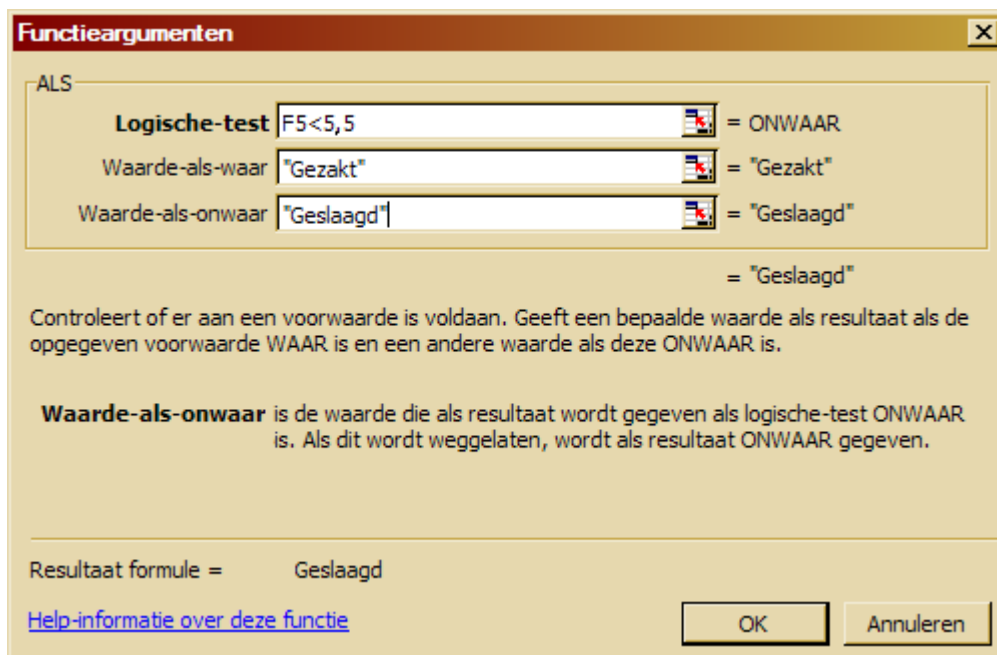 Functieargumenten
ALS
Logische-test F5<5,5 = ONWAAR
Waarde-als-waar "Gezakt" = "Gezakt"
Waarde-als-onwaar "Geslaagd" = "Geslaagd"
= "Geslaagd"
Controleert of er aan een voorwaarde is voldaan. Geeft een bepaalde waarde als resultaat als de
opgegeven voorwaarde WAAR is en een andere waarde als deze ONWAAR is.
Waarde-als-onwaar is de waarde die als resultaat wordt gegeven als logische-test ONWAAR
is. Als dit wordt weggelaten, wordt als resultaat ONWAAR gegeven.
Resultaat formule = Geslaagd
Help-informatie over deze functie
OK Annuleren